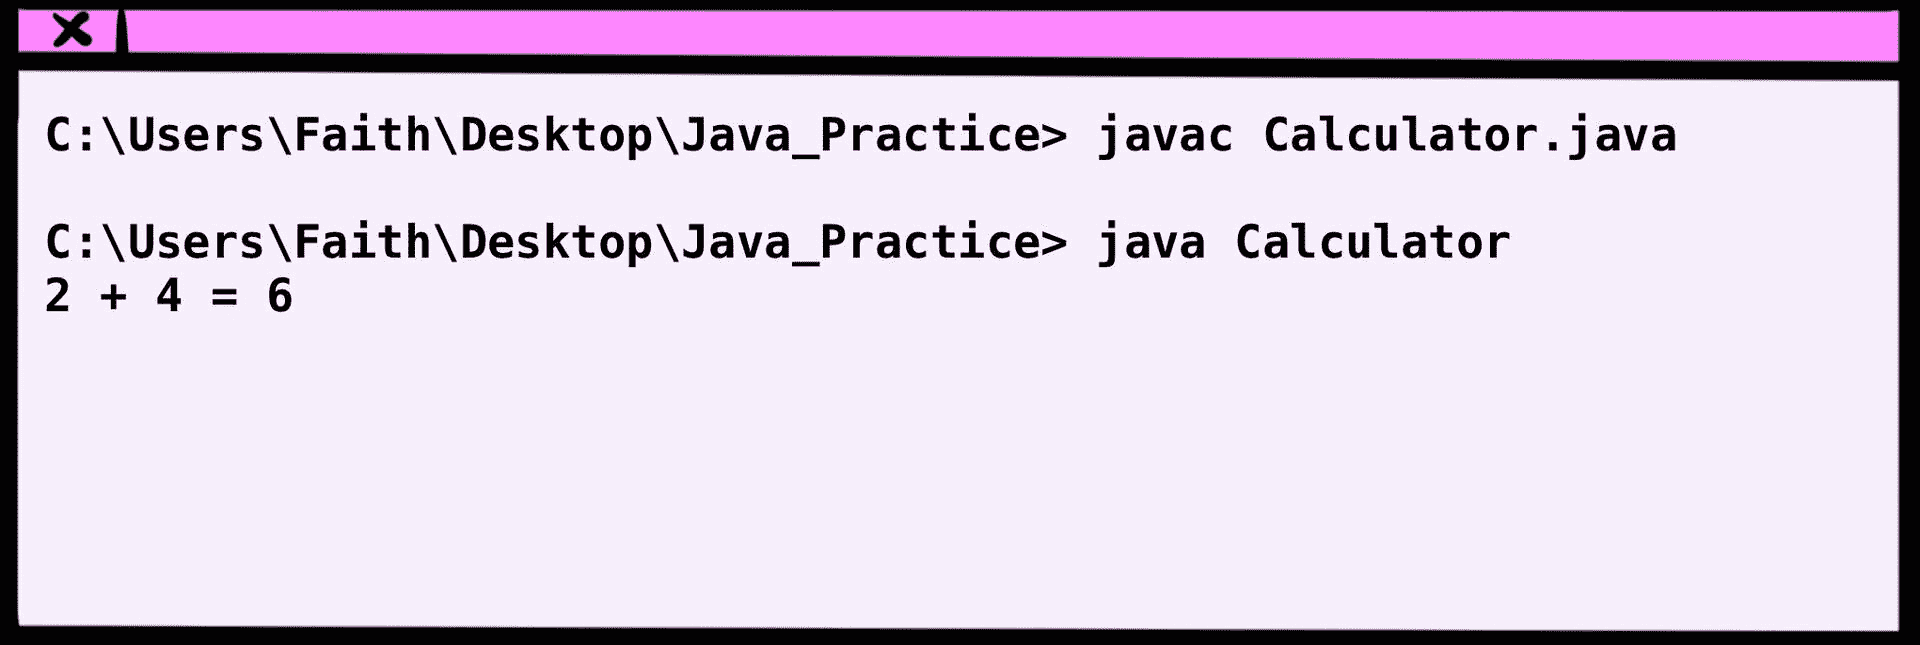 C:\Users\Faith\Desktop\Java_Practice> javac Calculator.java
C:\Users\Faith\Desktop\Java_Practice> java Calculator
2 + 4 = 6